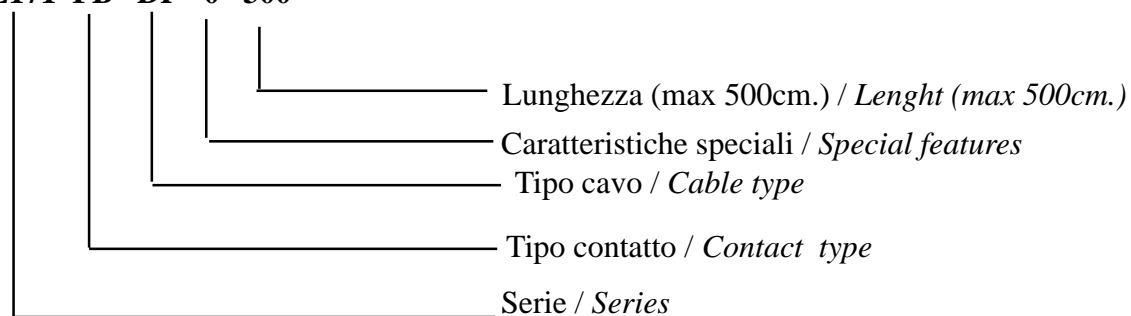 Lunghezza (max 500cm.) / Lenght (max 500cm.)
Caratteristiche speciali / Special features
Tipo cavo / Cable type
Tipo contatto / Contact type
Serie / Series